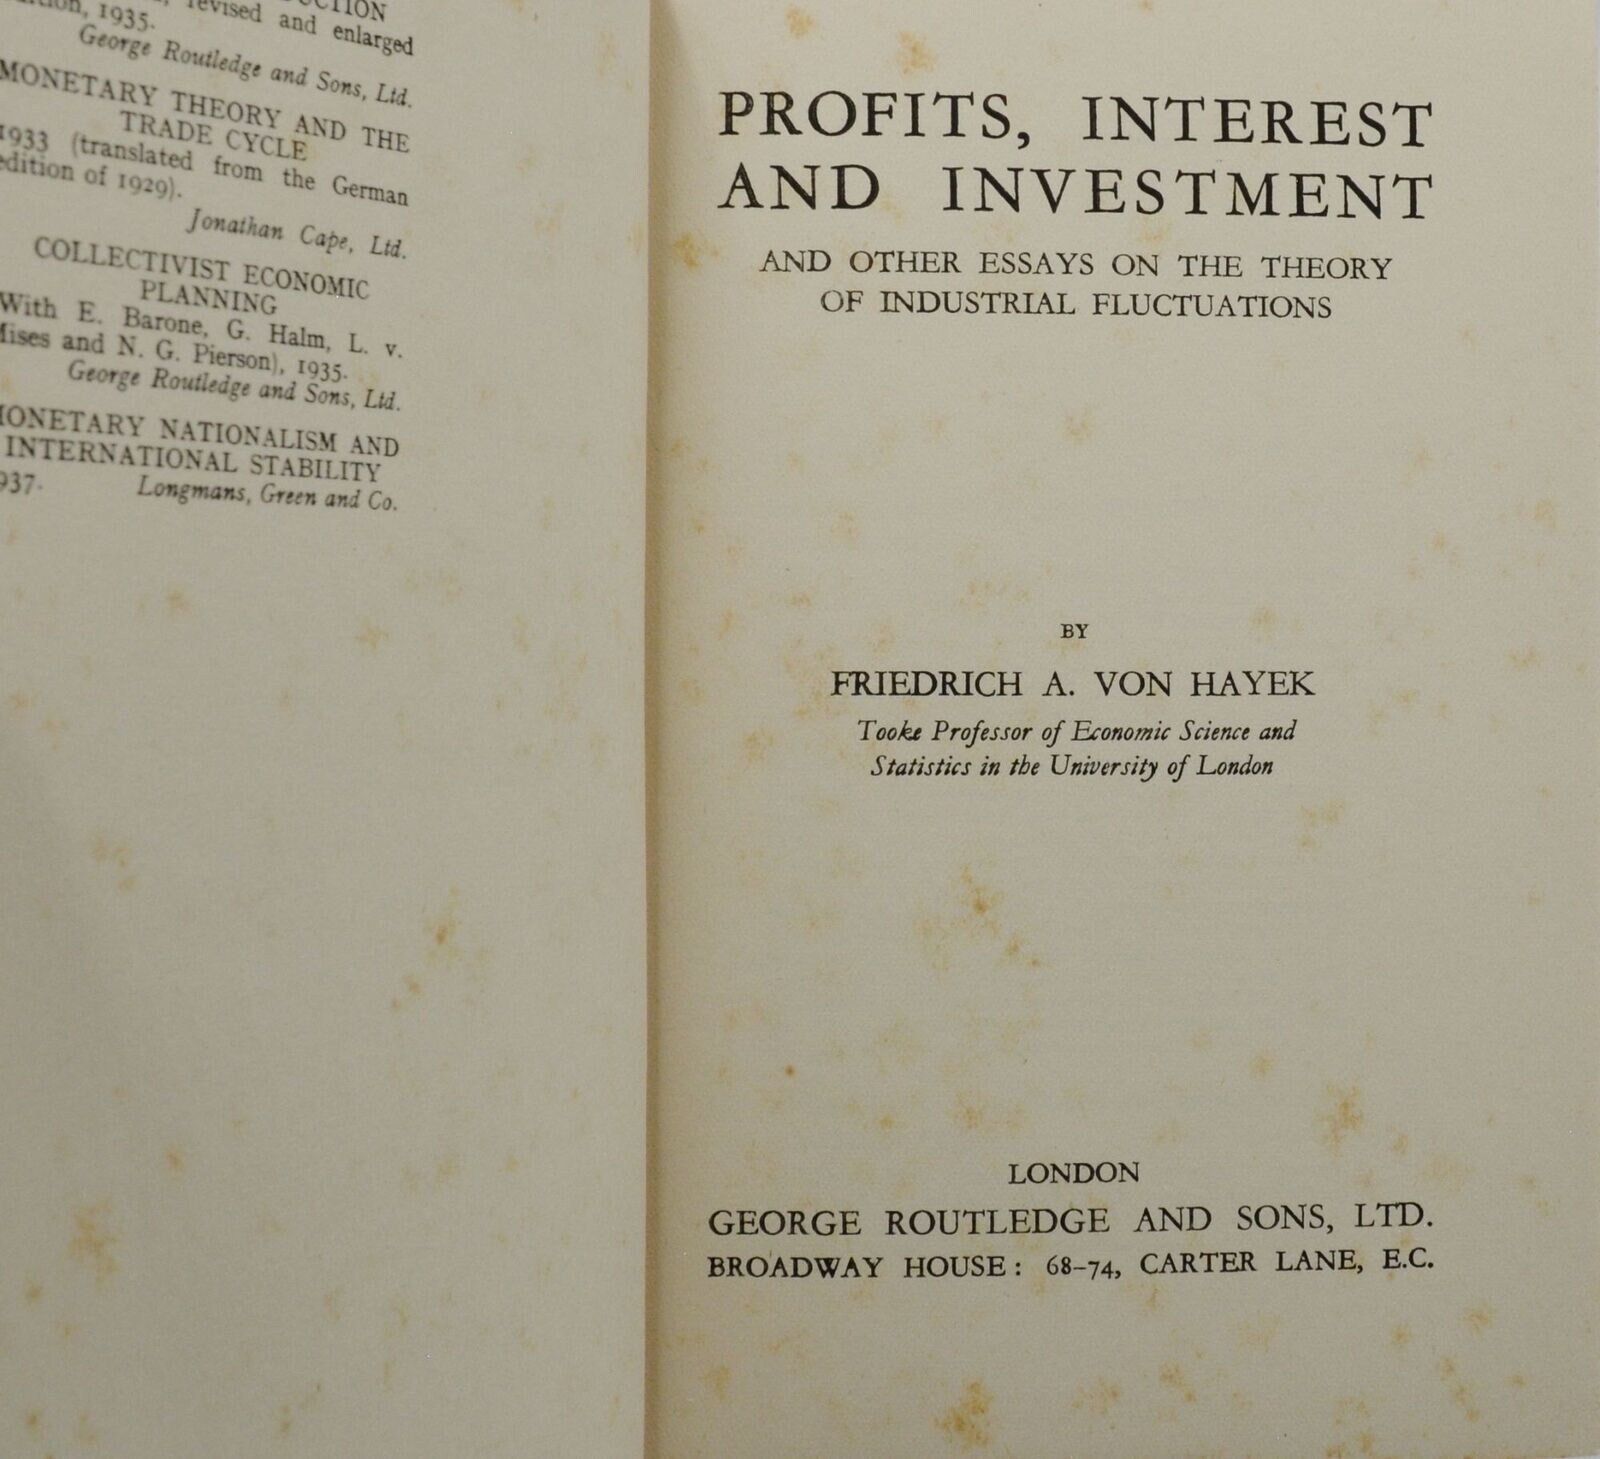 revised and enlarged
1935.
George Routledge and Sons, Ltd.
MONETARY THEORY AND THE
TRADE CYCLE
1933 (translated from the German
edition of 1929).
Jonathan Cape, Ltd.
COLLECTIVIST ECONOMIC
PLANNING
With E. Barone, G. Halm, L. v.
Mises and N. G. Pierson), 1935.
George Routledge and Sons, Ltd.
MONETARY NATIONALISM AND
INTERNATIONAL STABILITY
937. Longmans, Green and Co.
PROFITS, INTEREST
AND INVESTMENT
AND OTHER ESSAYS ON THE THEORY
OF INDUSTRIAL FLUCTUATIONS
BY
FRIEDRICH A. VON HAYEK
Tooke Professor of Economic Science and
Statistics in the University of London
LONDON
GEORGE ROUTLEDGE AND SONS, LTD.
BROADWAY HOUSE: 68-74, CARTER LANE, E.C.